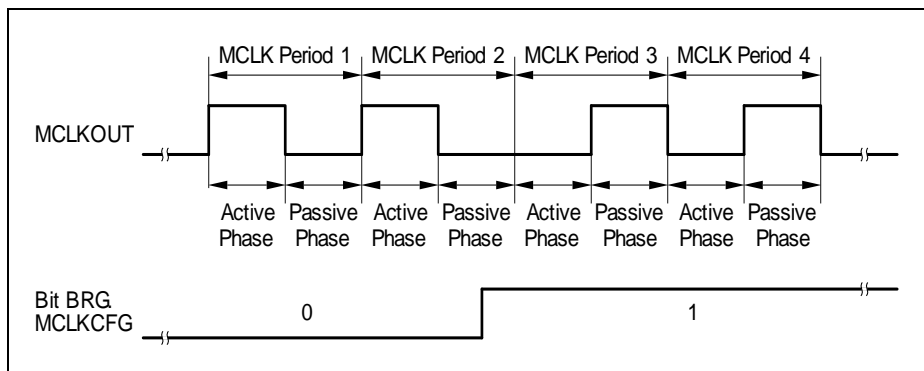 MCLK Period 1 MCLK Period 2 MCLK Period 3 MCLK Period 4
MCLKOUT
Active Passive Active Passive Active Passive Active Passive
Phase Phase Phase Phase Phase Phase Phase Phase
Bit BRG.
MCLKCFG 0 1